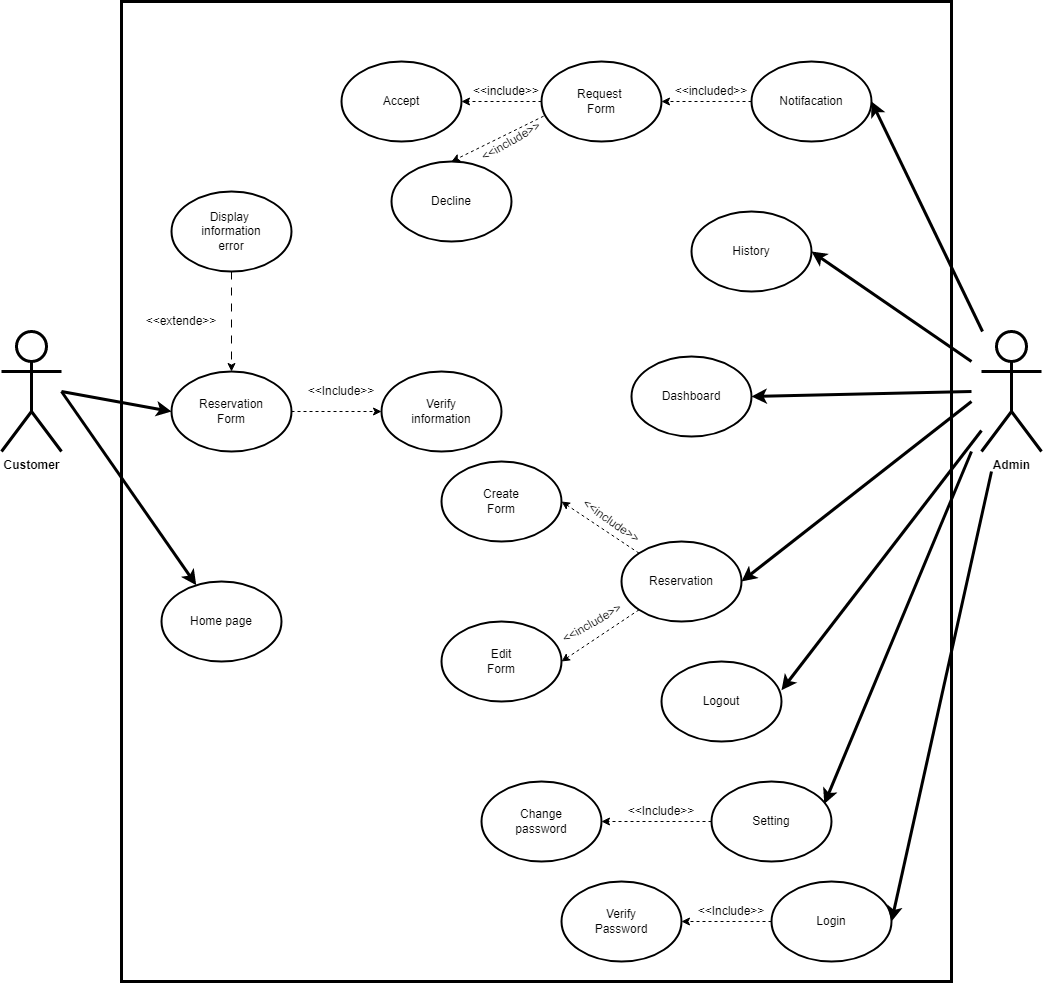 Accept
<<include>>
Request
Form
<<included>>
Notifacation
<<include>>
Decline
Display
information
error
History
<<extende>>
Customer
Reservation
Form
<<Include>>
Verify
information
Dashboard
Admin
Create
Form
<<include>>
Reservation
<<include>>
Edit
Form
Home page
Logout
Change
password
<<Include>>
Setting
Verify
Password
<<Include>>
Login